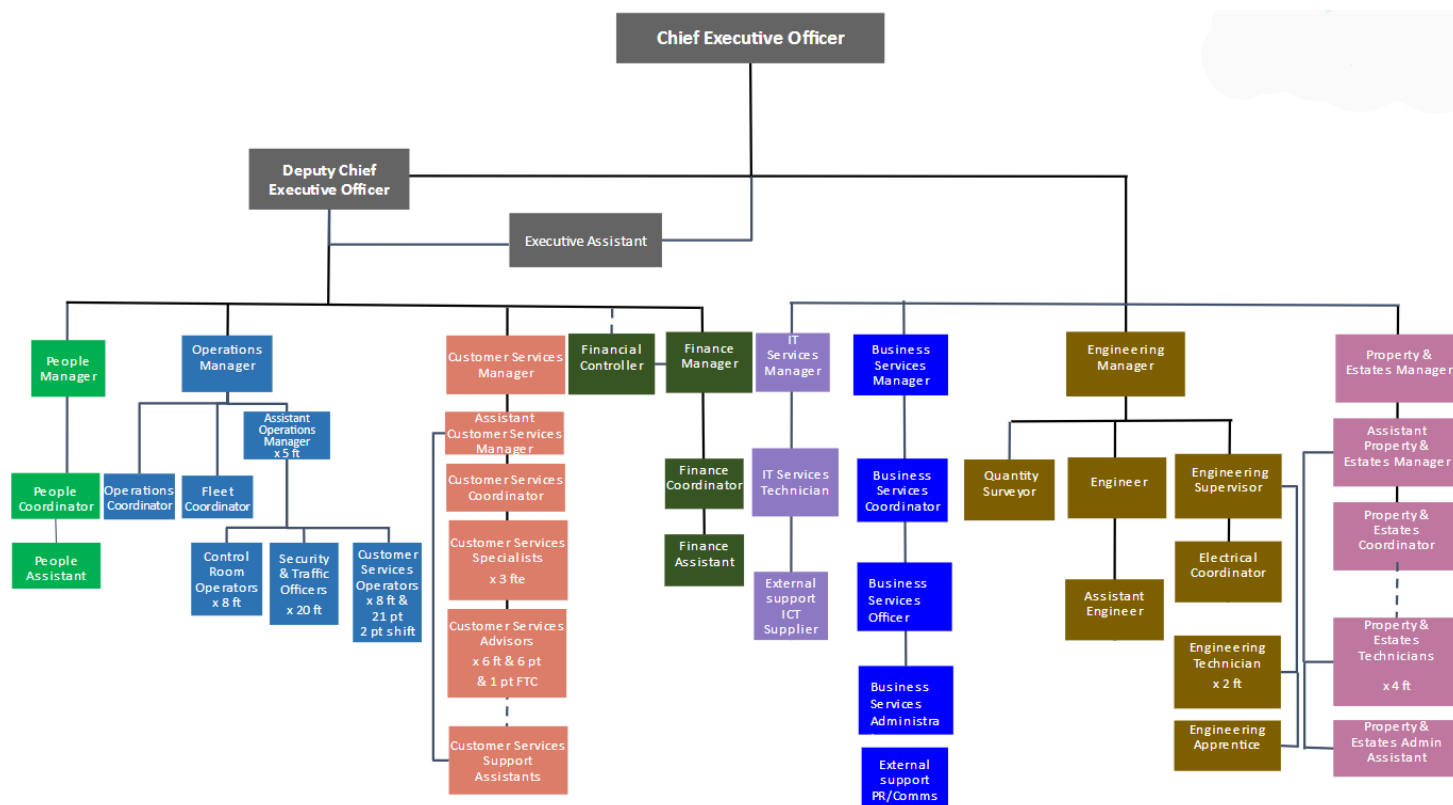 Chief Executive Officer
Deputy Chief
Executive Officer
Executive Assistant
People
Manager
People
Coordinator
People
Assistant
Operations
Manager
Operations
Coordinator
Fleet
Coordinator
Assistant
Operations
Manager
x 5 ft
Control
Room
Operators
x 8 ft
Security
& Traffic
Officers
x 20 ft
Customer
Services
Operators
x 8 ft &
21 pt
2 pt shift
Customer Services
Manager
Assistant
Customer Services
Manager
Customer Services
Coordinator
Customer Services
Specialists
x 3 fte
Customer Services
Advisors
x 6 ft & 6 pt
& 1 pt FTC
Customer Services
Support
Assistants
Financial
Controller
Finance
Manager
Finance
Coordinator
Finance
Assistant
IT
Services
Manager
IT Services
Technician
External
support
ICT
Supplier
Business
Services
Manager
Business
Services
Coordinator
Business
Services
Officer
Business
Services
Administra
External
support
PR/Comms
Engineering
Manager
Quantity
Surveyor
Engineer
Assistant
Engineer
Engineering
Supervisor
Electrical
Coordinator
Engineering
Technician
x 2 ft
Engineering
Apprentice
Property &
Estates Manager
Assistant
Property &
Estates Manager
Property &
Estates
Coordinator
Property &
Estates
Technicians
x 4 ft
Property &
Estates Admin
Assistant